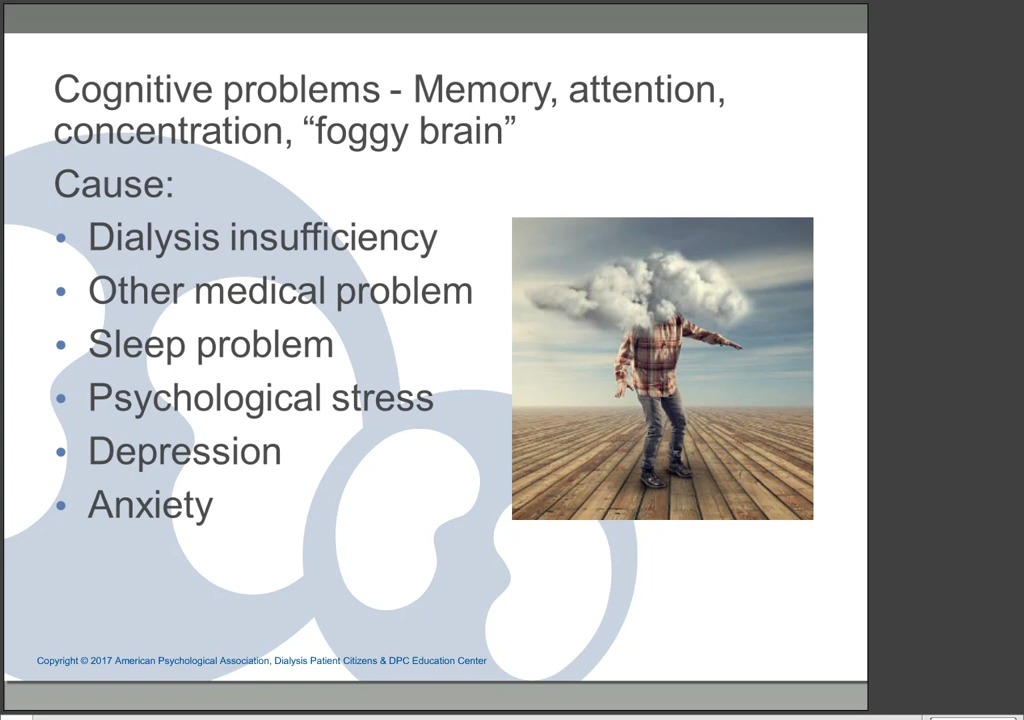 Cognitive problems - Memory, attention,
concentration, “foggy brain”
Cause:
• Dialysis insufficiency
• Other medical problem
• Sleep problem
• Psychological stress
• Depression
• Anxiety
Copyright © 2017 American Psychological Association, Dialysis Patient Citizens & DPC Education Center